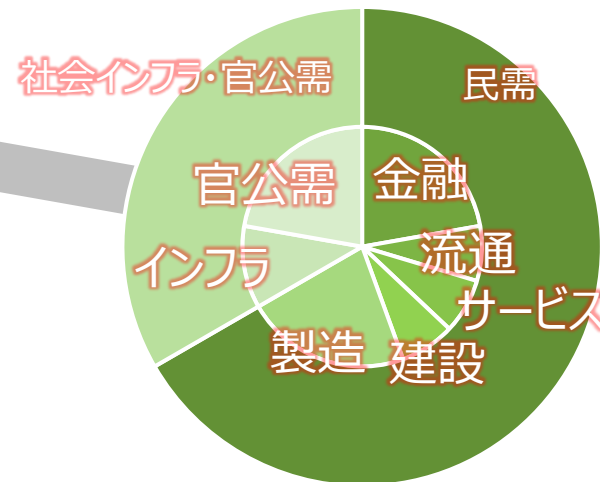 社会インフラ・官公需
民需
官公需
金融
インフラ
流通
サービス
製造
建設